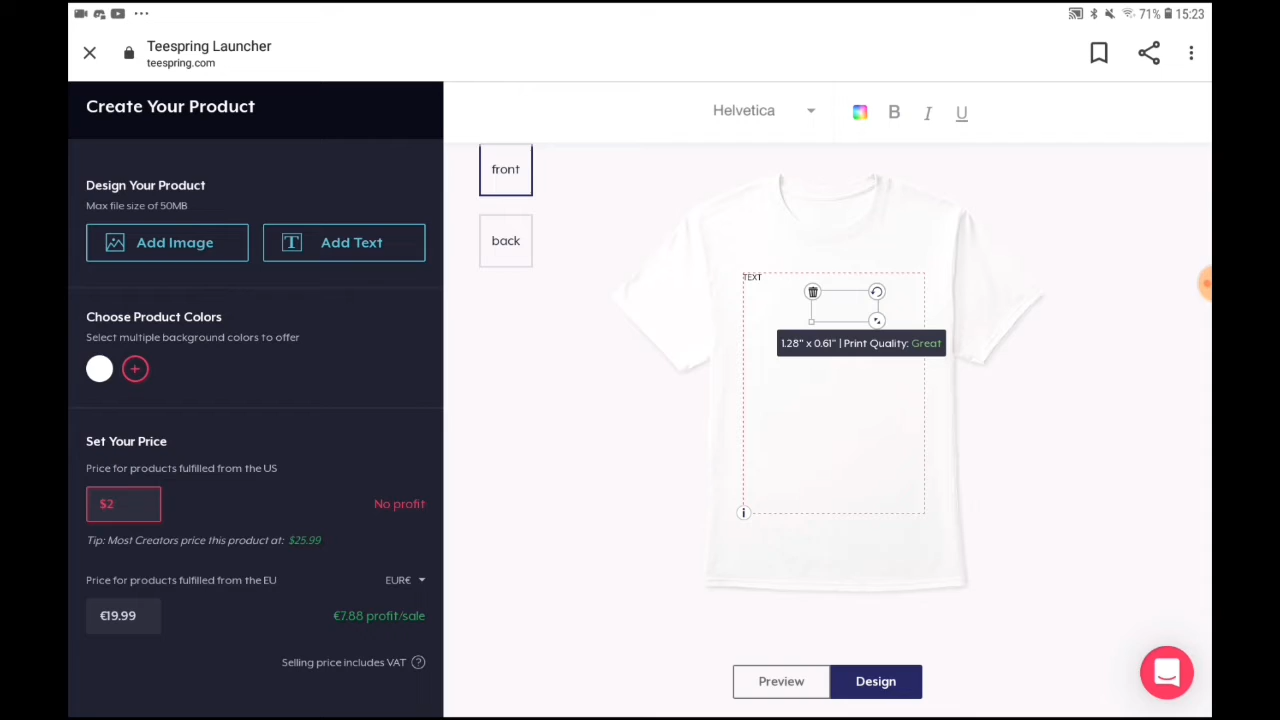 71% 15:23
Teespring Launcher
teespring.com
Create Your Product
Helvetica
B I U
Design Your Product
Max file size of 50MB
Add Image
T Add Text
front
back
TEXT
1.28" x 0.61" | Print Quality: Great
Choose Product Colors
Select multiple background colors to offer
+
Set Your Price
Price for products fulfilled from the US
$2
No profit
Tip: Most Creators price this product at: $25.99
Price for products fulfilled from the EU
EUR€
€19.99
€7.88 profit/sale
Selling price includes VAT ?
i
Preview
Design